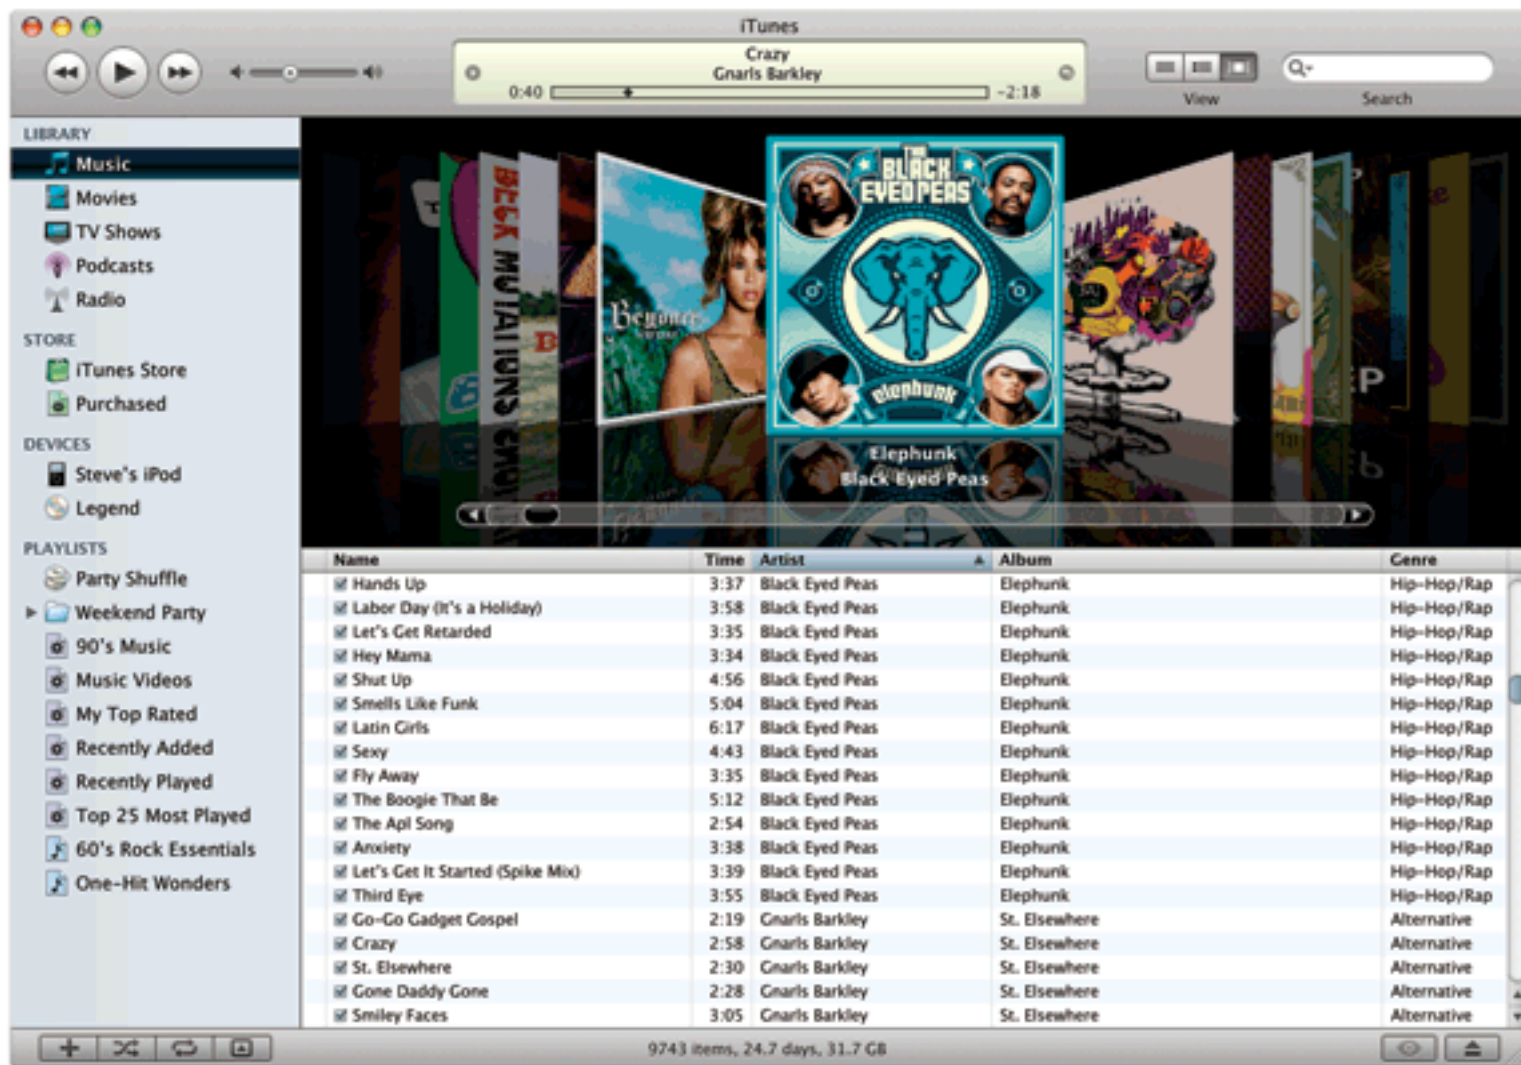 iTunes
Crazy
Gnarls Barkley
0:40 -2:18
View
Search
LIBRARY
Music
Movies
TV Shows
Podcasts
Radio
STORE
iTunes Store
Purchased
DEVICES
Steve's iPod
Legend
PLAYLISTS
Party Shuffle
Weekend Party
90's Music
Music Videos
My Top Rated
Recently Added
Recently Played
Top 25 Most Played
60's Rock Essentials
One-Hit Wonders
BECK MUTATIONS
Beyonce
THE
BLACK
EYED PEAS
elephunk
Elephunk
Black Eyed Peas
Name Time Artist Album Genre
Hands Up 3:37 Black Eyed Peas Elephunk Hip-Hop/Rap
Labor Day (It's a Holiday) 3:58 Black Eyed Peas Elephunk Hip-Hop/Rap
Let's Get Retarded 3:35 Black Eyed Peas Elephunk Hip-Hop/Rap
Hey Mama 3:34 Black Eyed Peas Elephunk Hip-Hop/Rap
Shut Up 4:56 Black Eyed Peas Elephunk Hip-Hop/Rap
Smells Like Funk 5:04 Black Eyed Peas Elephunk Hip-Hop/Rap
Latin Girls 6:17 Black Eyed Peas Elephunk Hip-Hop/Rap
Sexy 4:43 Black Eyed Peas Elephunk Hip-Hop/Rap
Fly Away 3:35 Black Eyed Peas Elephunk Hip-Hop/Rap
The Boogie That Be 5:12 Black Eyed Peas Elephunk Hip-Hop/Rap
The Apl Song 2:54 Black Eyed Peas Elephunk Hip-Hop/Rap
Anxiety 3:38 Black Eyed Peas Elephunk Hip-Hop/Rap
Let's Get It Started (Spike Mix) 3:39 Black Eyed Peas Elephunk Hip-Hop/Rap
Third Eye 3:55 Black Eyed Peas Elephunk Hip-Hop/Rap
Go-Go Gadget Gospel 2:19 Gnarls Barkley St. Elsewhere Alternative
Crazy 2:58 Gnarls Barkley St. Elsewhere Alternative
St. Elsewhere 2:30 Gnarls Barkley St. Elsewhere Alternative
Gone Daddy Gone 2:28 Gnarls Barkley St. Elsewhere Alternative
Smiley Faces 3:05 Gnarls Barkley St. Elsewhere Alternative
9743 items, 24.7 days, 31.7 GB